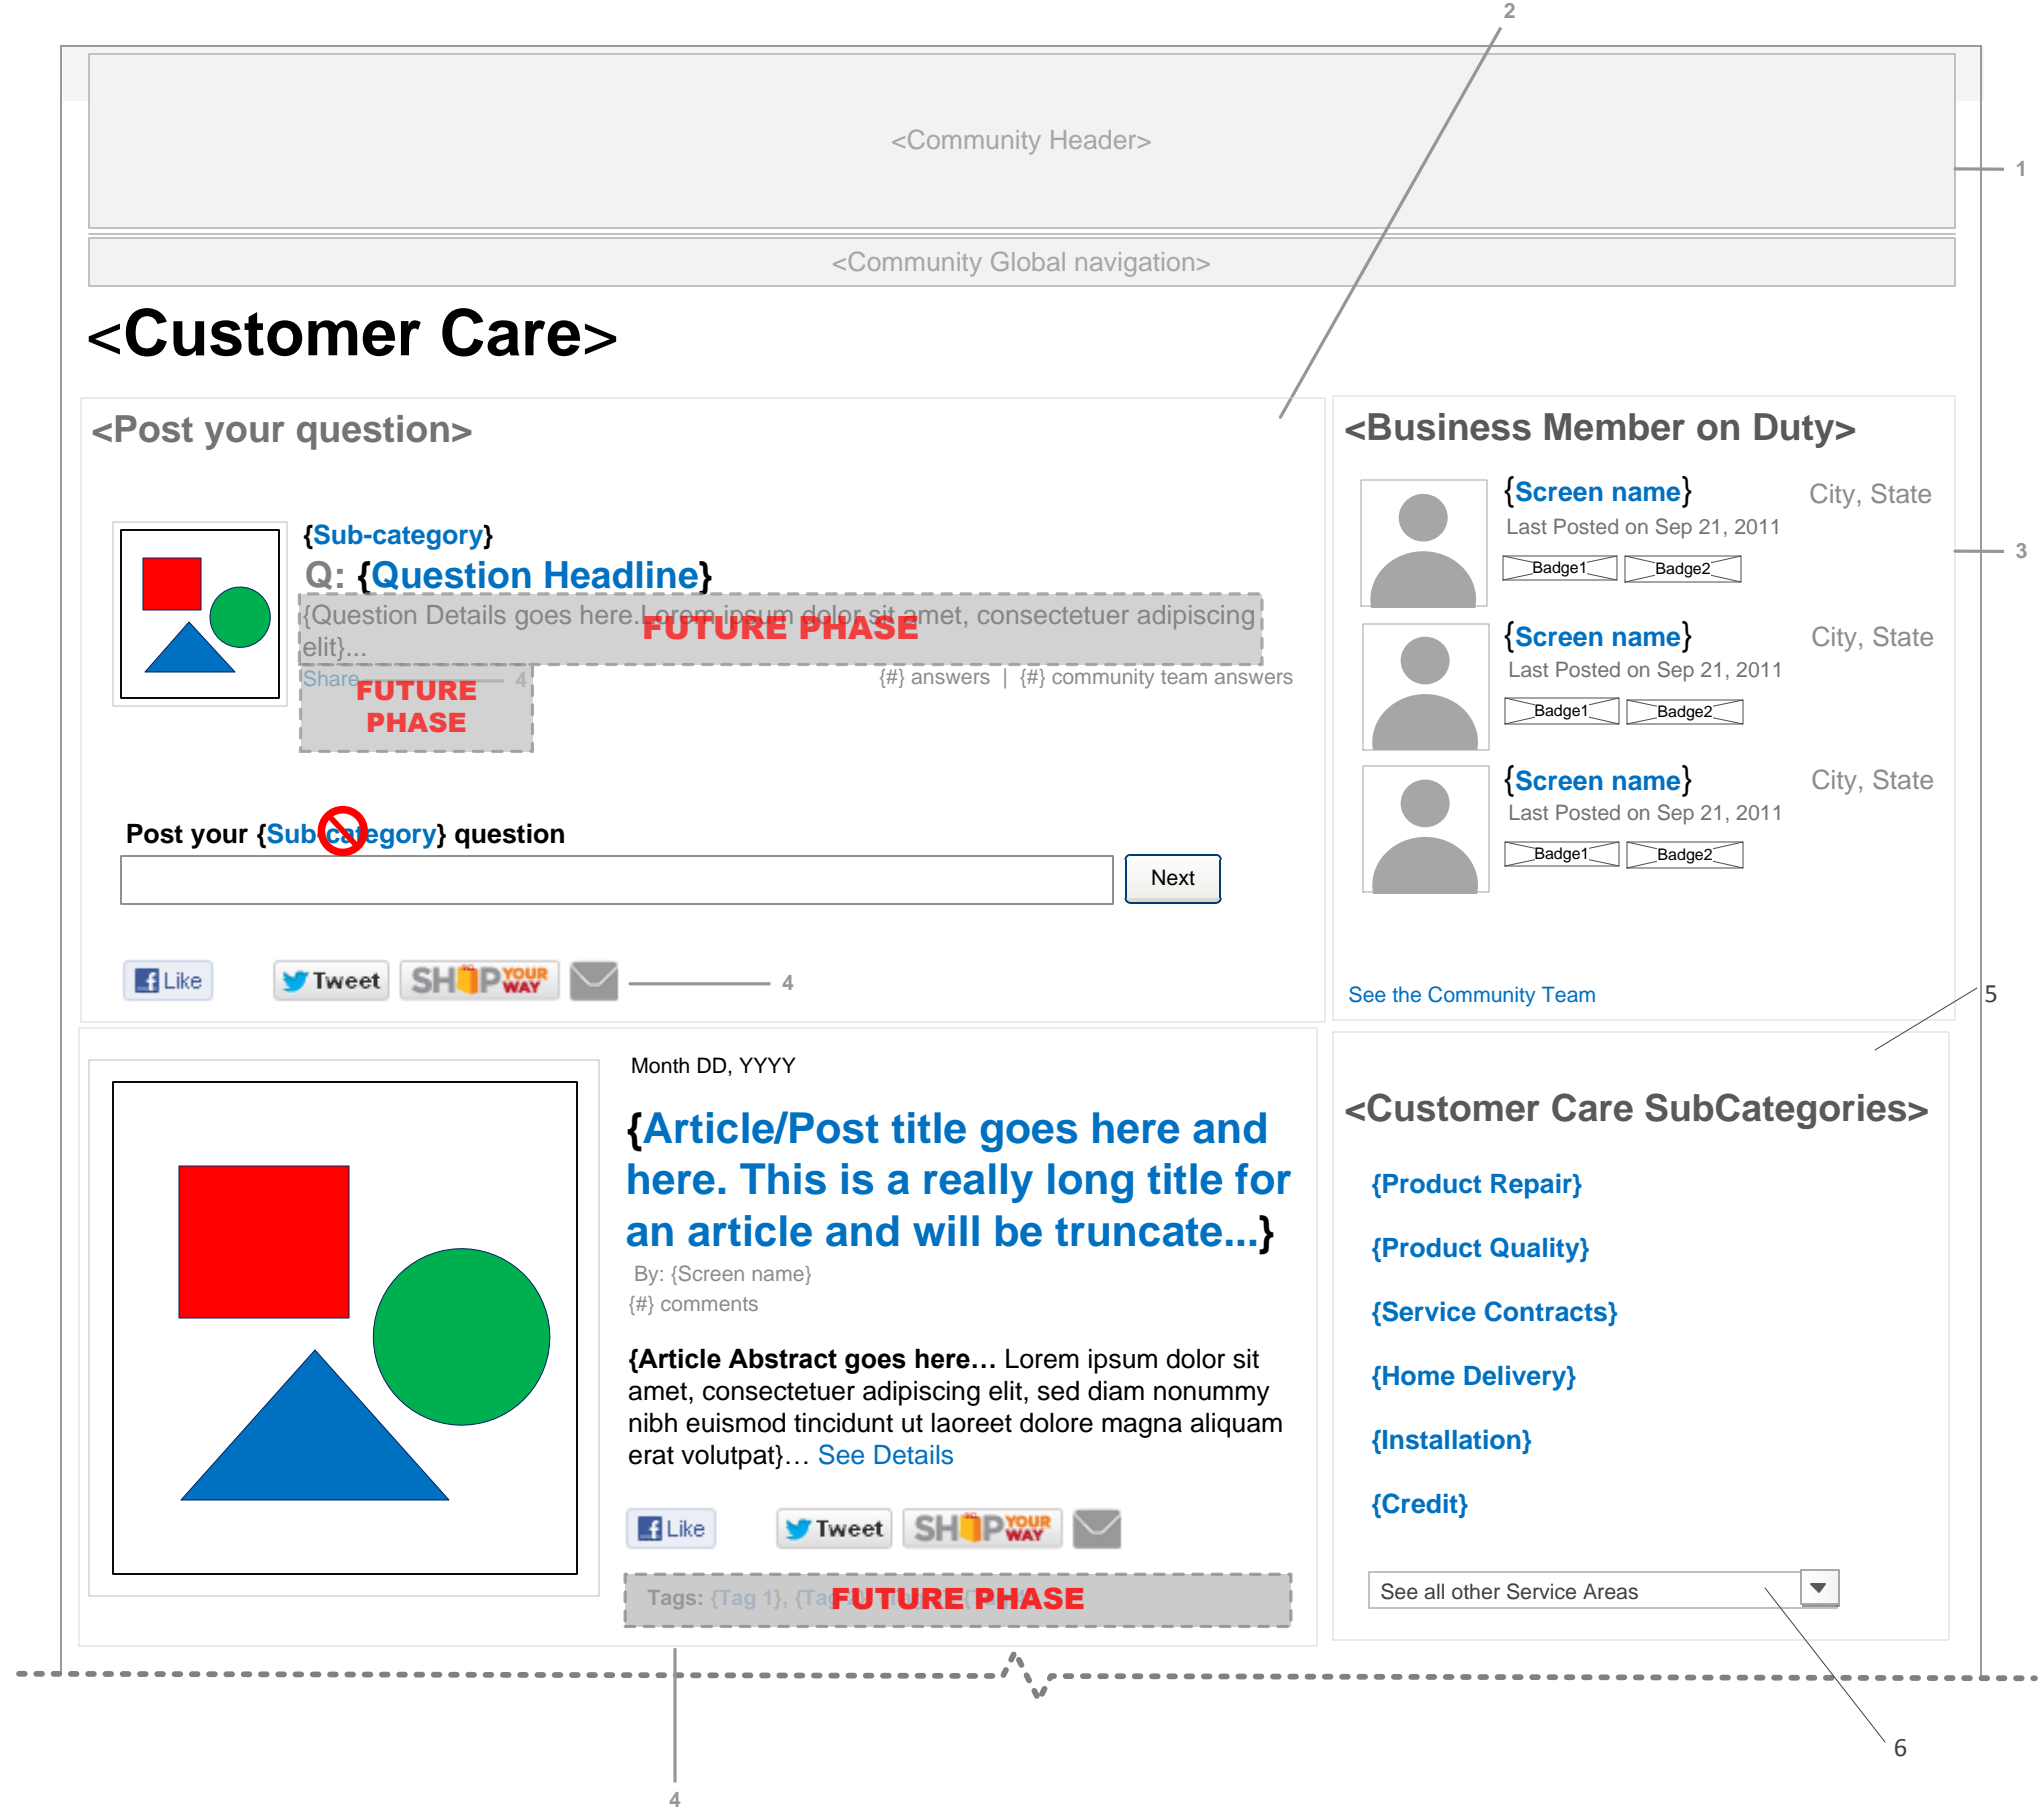 2
<Community Header>
1
<Community Global navigation>
<Customer Care>
<Post your question>
{Sub-category}
Q: {Question Headline}
{Question Details goes here.Lorem ipsum dolor sit amet, consectetuer adipiscing
elit}...
FUTURE PHASE
Share
4
FUTURE
PHASE
{#} answers | {#} community team answers
Post your {Sub-category} question
Next
Like
Tweet
SHOP YOUR WAY
4
<Business Member on Duty>
{Screen name}
City, State
Last Posted on Sep 21, 2011
Badge1
Badge2
3
{Screen name}
City, State
Last Posted on Sep 21, 2011
Badge1
Badge2
{Screen name}
City, State
Last Posted on Sep 21, 2011
Badge1
Badge2
See the Community Team
5
Month DD, YYYY
{Article/Post title goes here and
here. This is a really long title for
an article and will be truncate...}
By: {Screen name}
{#} comments
{Article Abstract goes here… Lorem ipsum dolor sit
amet, consectetuer adipiscing elit, sed diam nonummy
nibh euismod tincidunt ut laoreet dolore magna aliquam
erat volutpat}… See Details
Like
Tweet
SHOP YOUR WAY
Tags: {Tag 1},
FUTURE PHASE
4
<Customer Care SubCategories>
{Product Repair}
{Product Quality}
{Service Contracts}
{Home Delivery}
{Installation}
{Credit}
See all other Service Areas
6